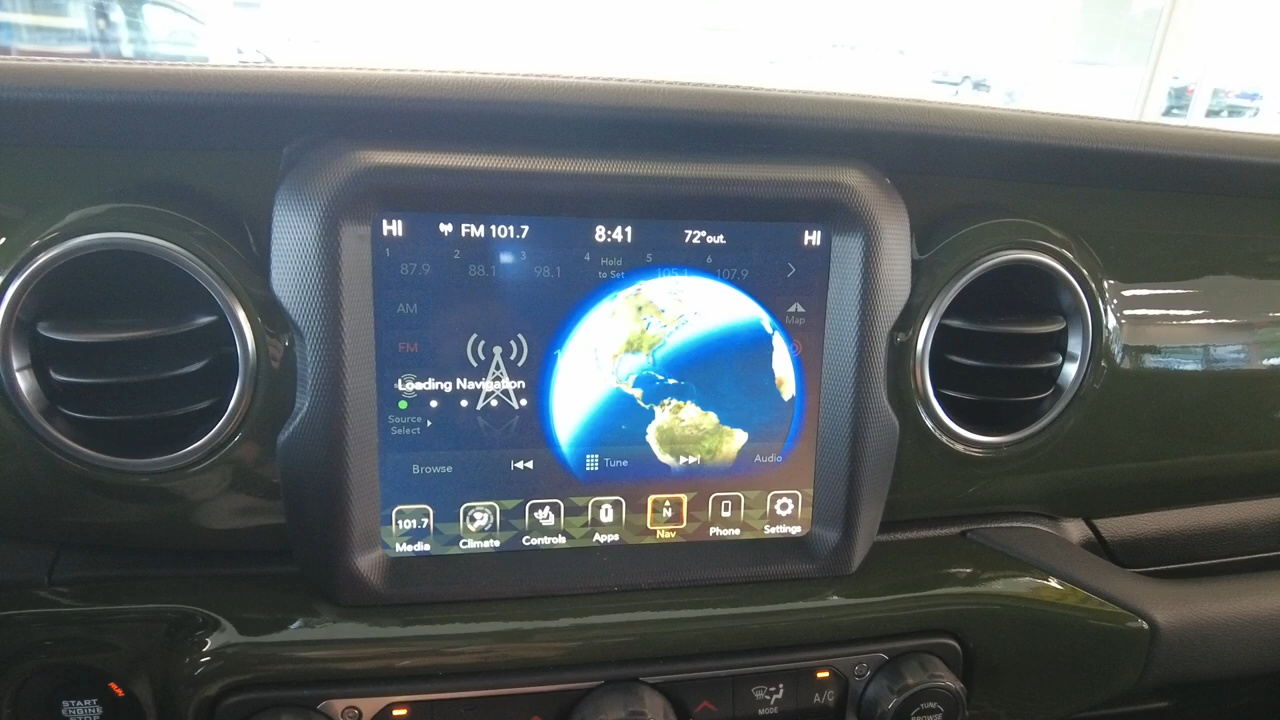 HI FM 101.7 8:41 72°out. HI
1 2 3 4 5 6
87.9 88.1 98.1 Hold to Set 105.1 107.9
AM
Map
FM
Loading Navigation
Source
Select
Browse Tune Audio
101.7 N
Media Climate Controls Apps Nav Phone Settings
START
ENGINE
STOP
RUN
MODE
A/C
TUNE
BROWSE